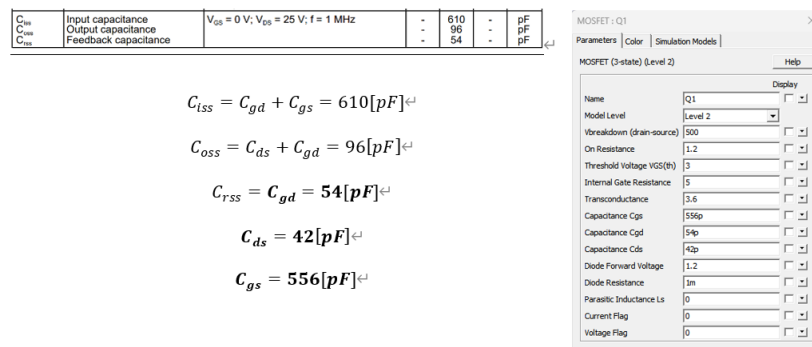 Ciss Input capacitance VGS = 0 V; VDS = 25 V; f = 1 MHz - 610 - pF
Coss Output capacitance - 96 - pF
Crss Feedback capacitance - 54 - pF
Ciss = Cgd + Cgs = 610[pF]
Coss = Cds + Cgd = 96[pF]
Crss = Cgd = 54[pF]
Cds = 42[pF]
Cgs = 556[pF]
MOSFET : Q1
Parameters Color Simulation Models
MOSFET (3-state) (Level 2) Help
Display
Name Q1
Model Level Level 2
Vbreakdown (drain-source) 500
On Resistance 1.2
Threshold Voltage VGS(th) 3
Internal Gate Resistance 5
Transconductance 3.6
Capacitance Cgs 556p
Capacitance Cgd 54p
Capacitance Cds 42p
Diode Forward Voltage 1.2
Diode Resistance 1m
Parasitic Inductance Ls 0
Current Flag 0
Voltage Flag 0